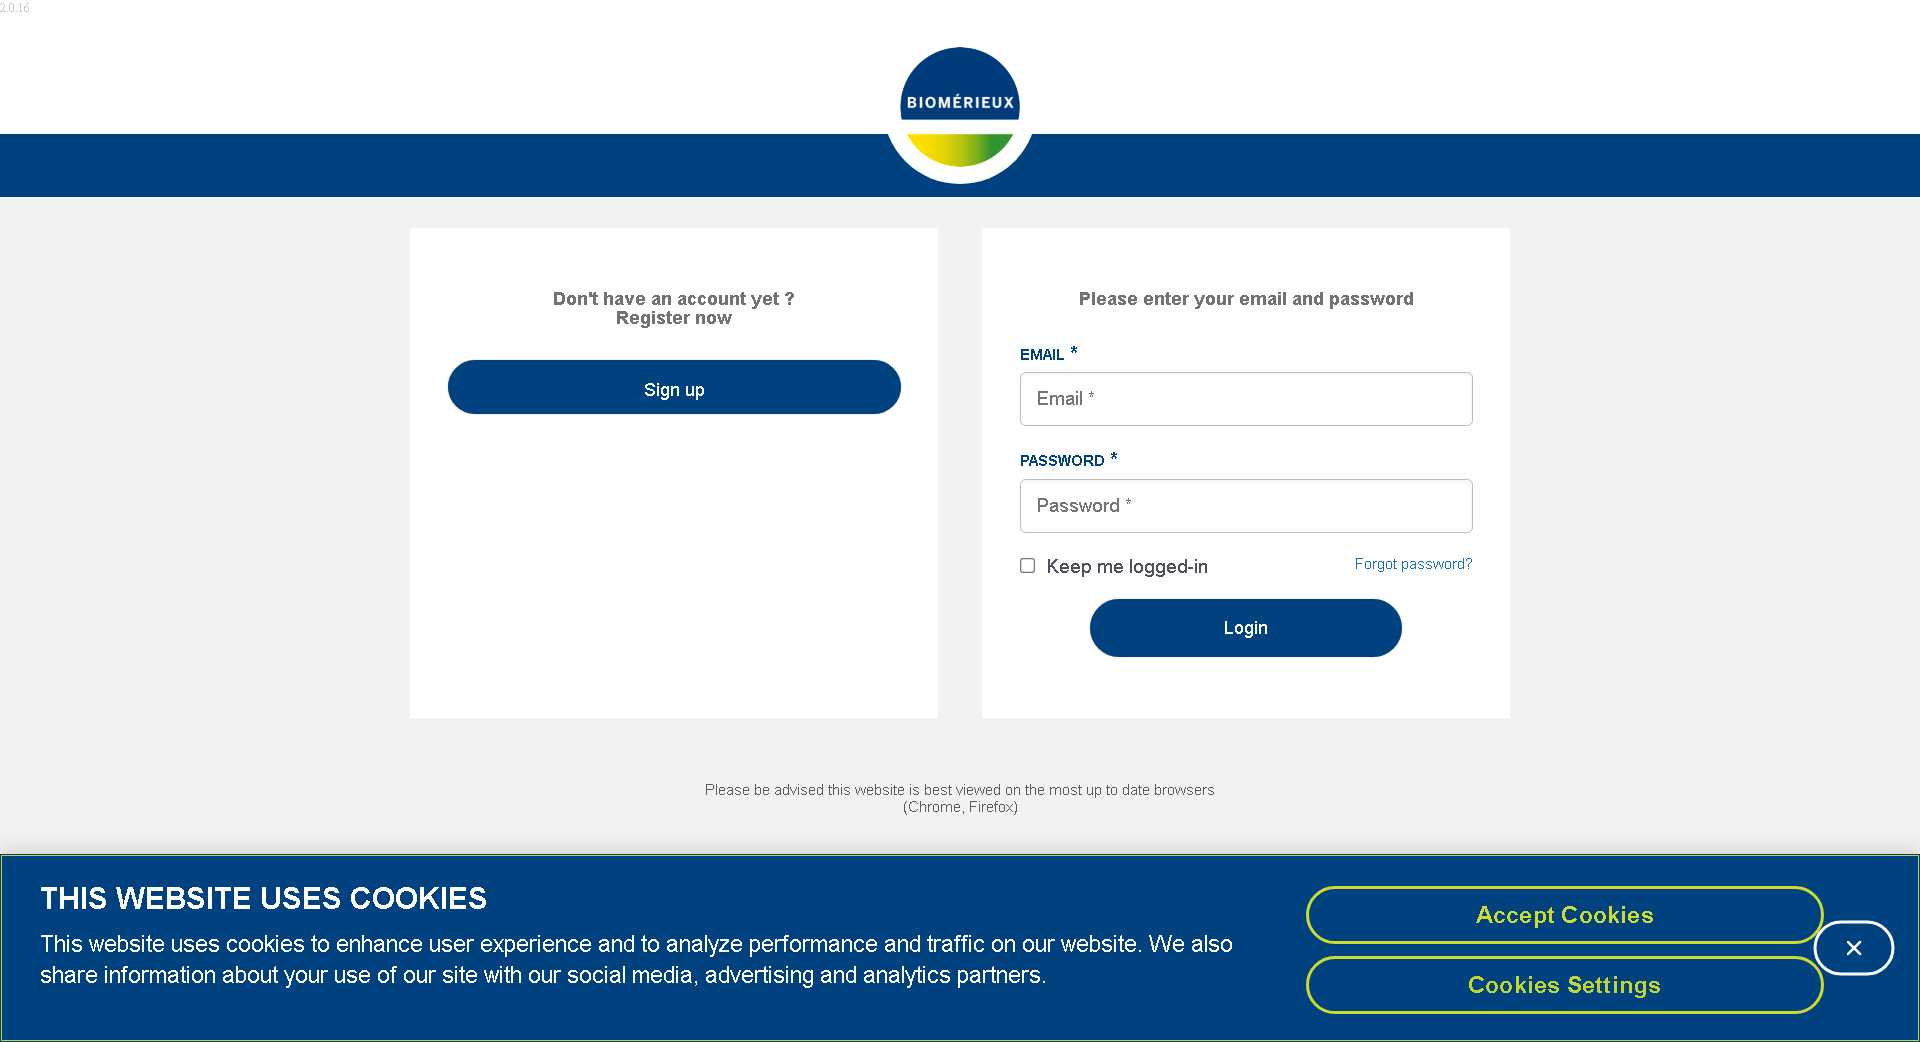 2.0.16
BIOMÉRIEUX
Don't have an account yet ?
Register now
Sign up
Please enter your email and password
EMAIL *
Email *
PASSWORD *
Password *
Keep me logged-in
Forgot password?
Login
Please be advised this website is best viewed on the most up to date browsers
(Chrome, Firefox)
THIS WEBSITE USES COOKIES
This website uses cookies to enhance user experience and to analyze performance and traffic on our website. We also
share information about your use of our site with our social media, advertising and analytics partners.
Accept Cookies
Cookies Settings